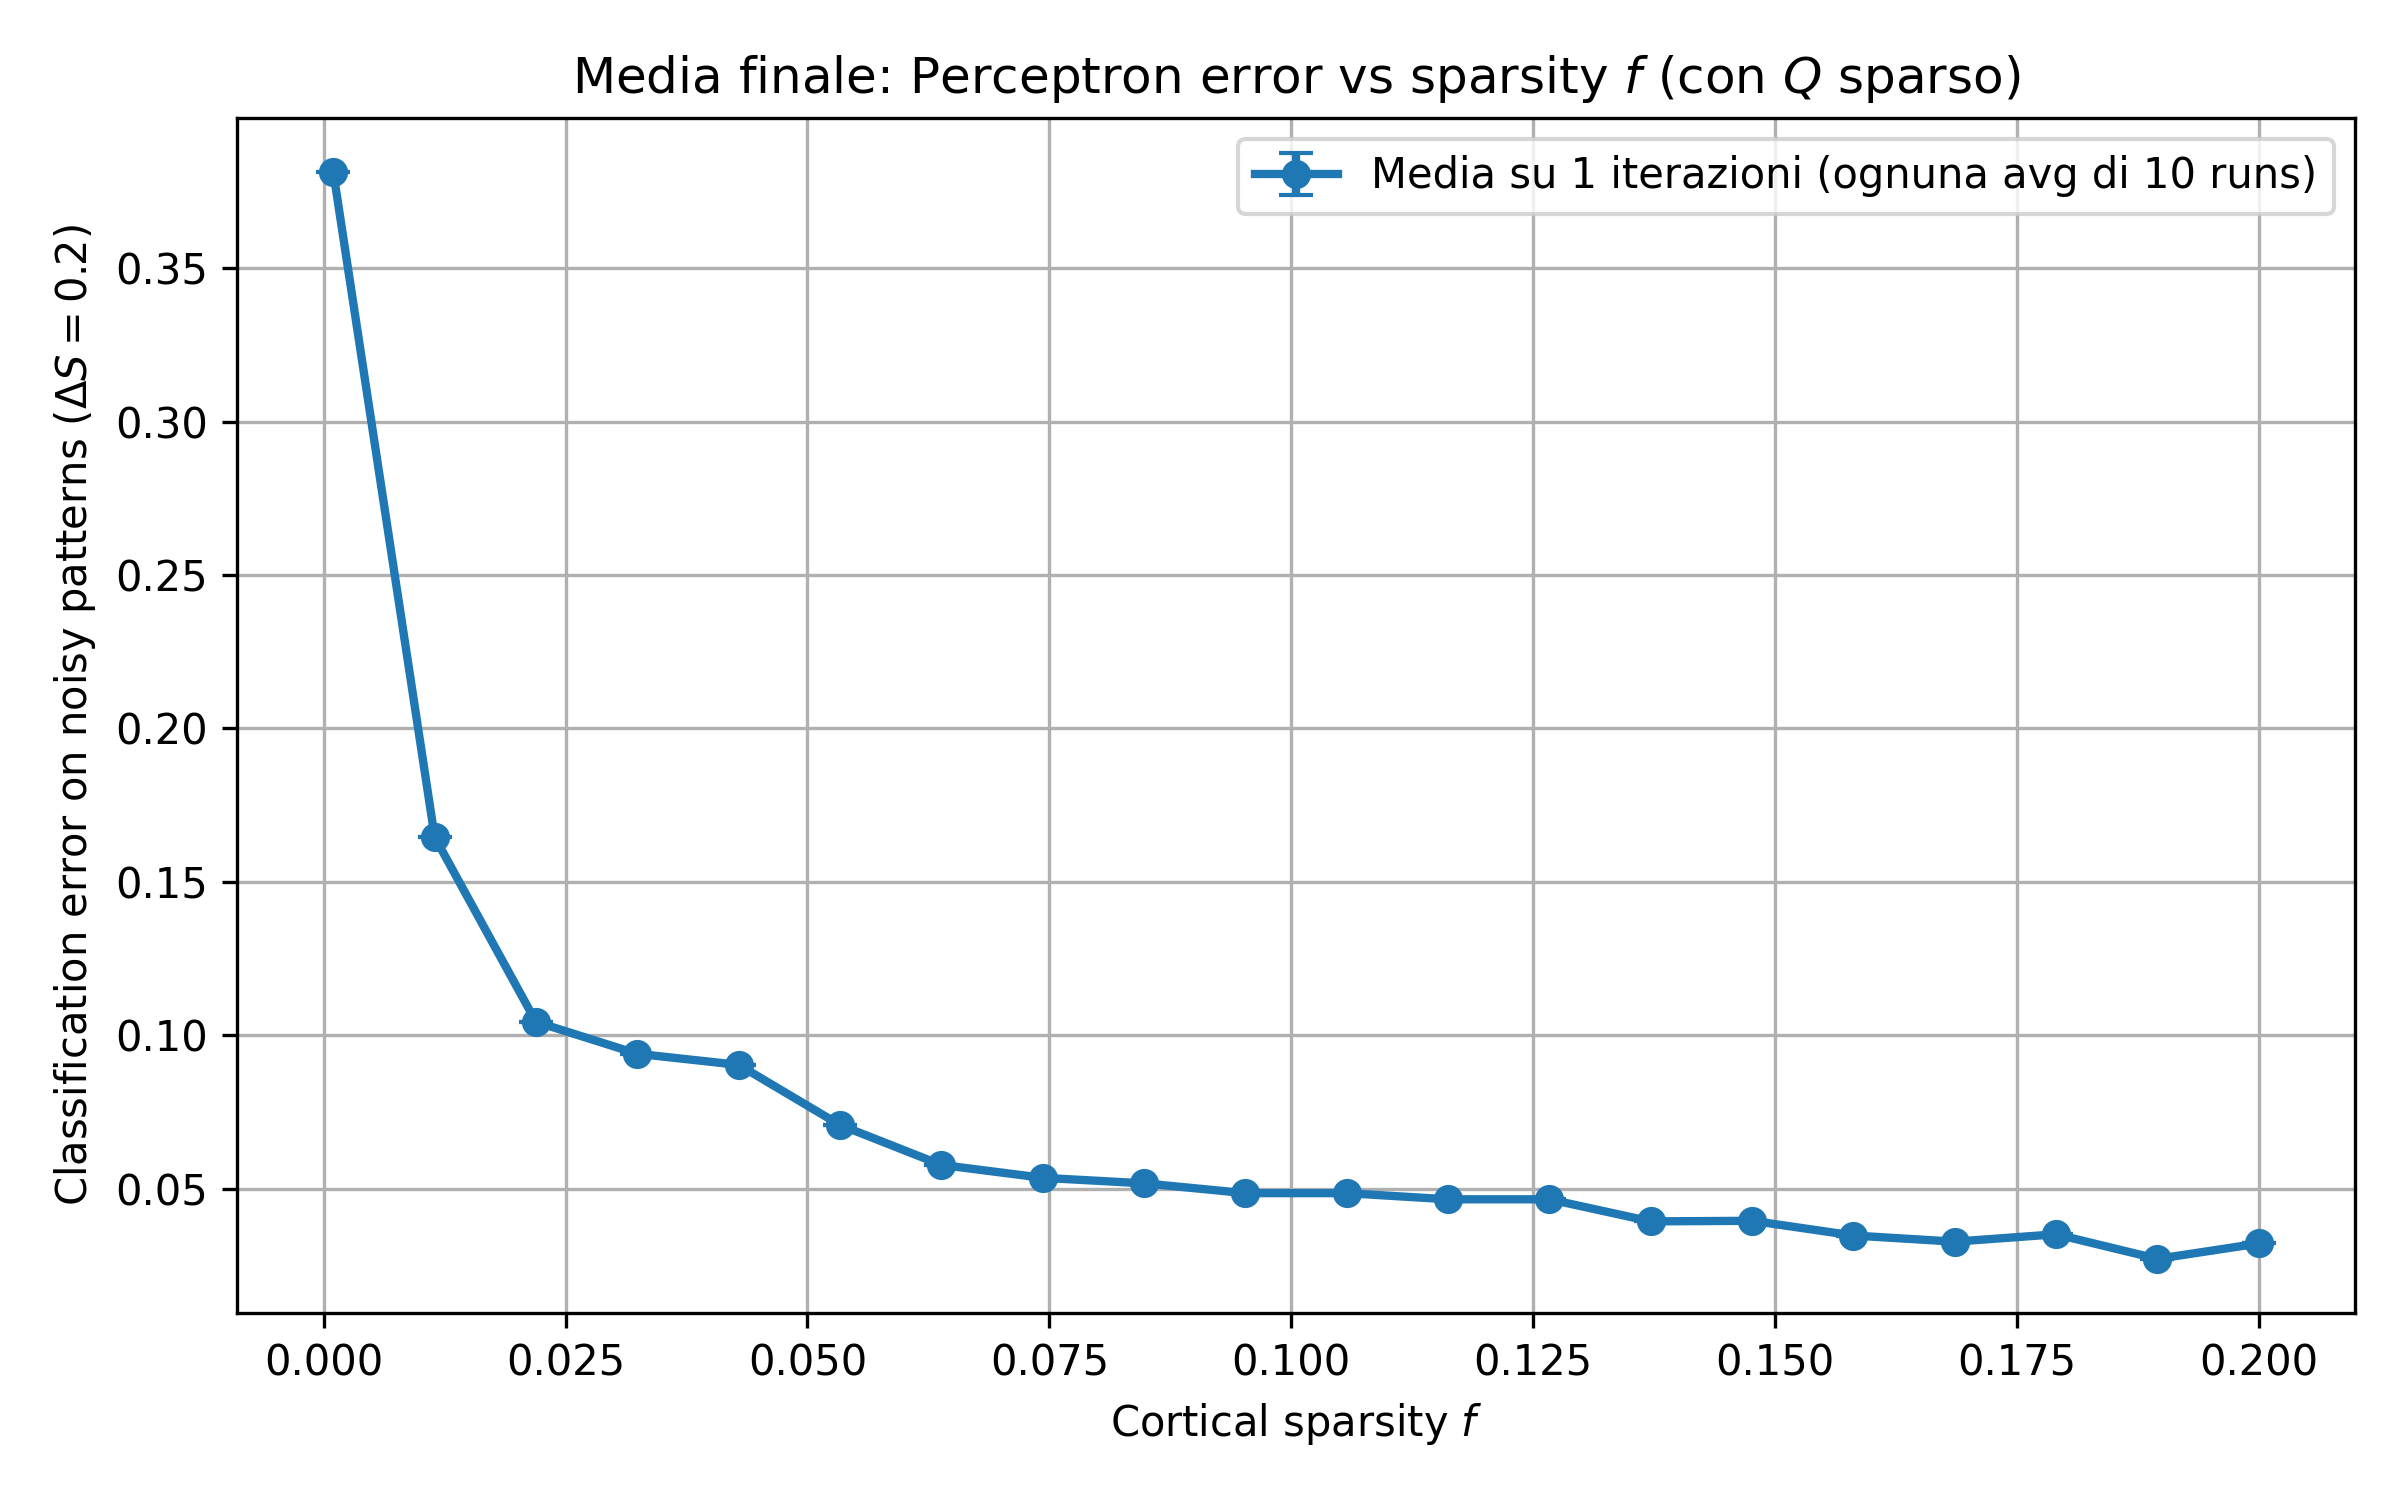 Media finale: Perceptron error vs sparsity f (con Q sparso)
Media su 1 iterazioni (ognuna avg di 10 runs)
Classification error on noisy patterns (ΔS = 0.2)
0.35
0.30
0.25
0.20
0.15
0.10
0.05
0.000 0.025 0.050 0.075 0.100 0.125 0.150 0.175 0.200
Cortical sparsity f